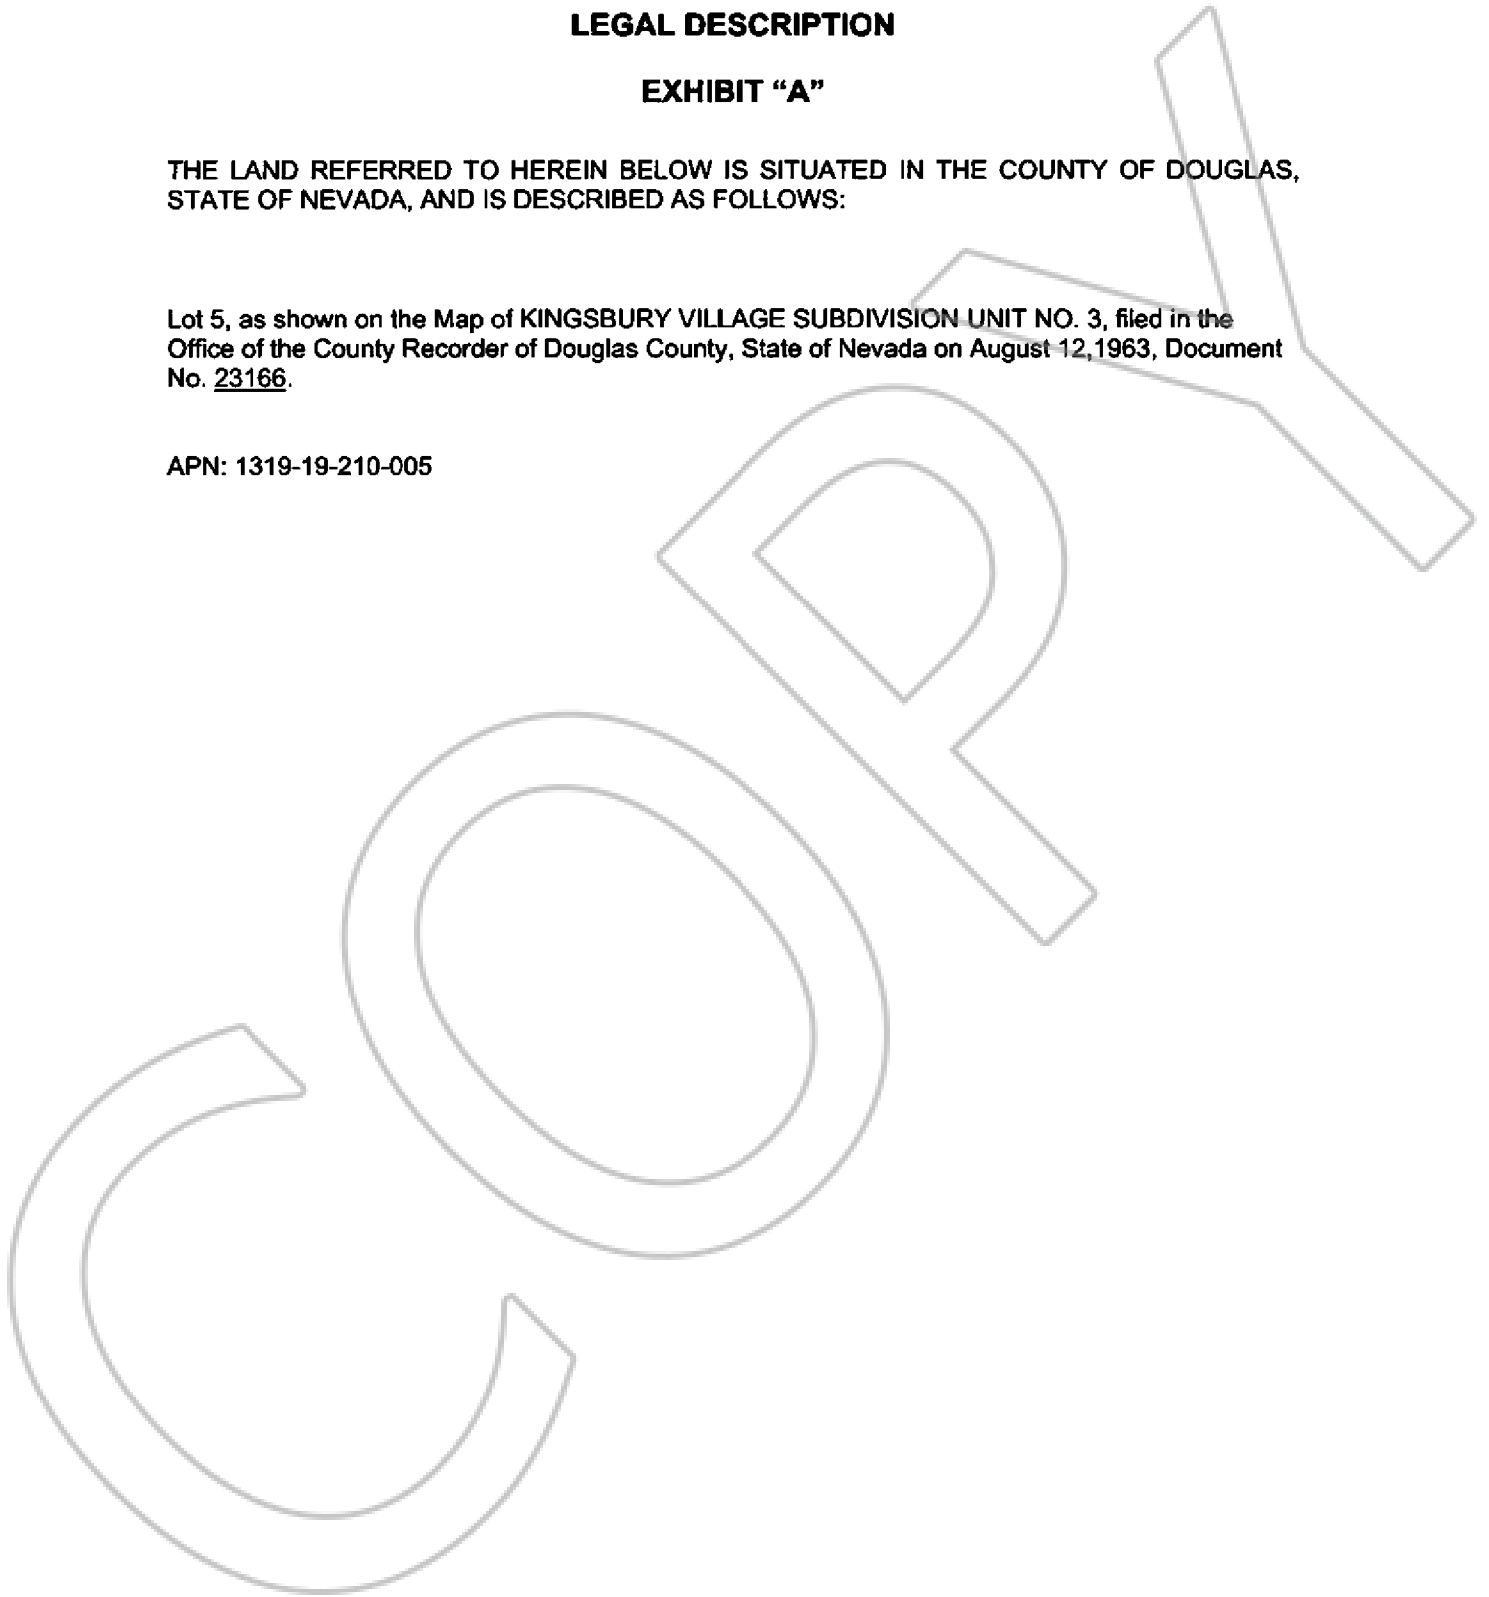 LEGAL DESCRIPTION
EXHIBIT “A”
THE LAND REFERRED TO HEREIN BELOW IS SITUATED IN THE COUNTY OF DOUGLAS,
STATE OF NEVADA, AND IS DESCRIBED AS FOLLOWS:
Lot 5, as shown on the Map of KINGSBURY VILLAGE SUBDIVISION UNIT NO. 3, filed in the
Office of the County Recorder of Douglas County, State of Nevada on August 12,1963, Document
No. 23166.
APN: 1319-19-210-005
COPY